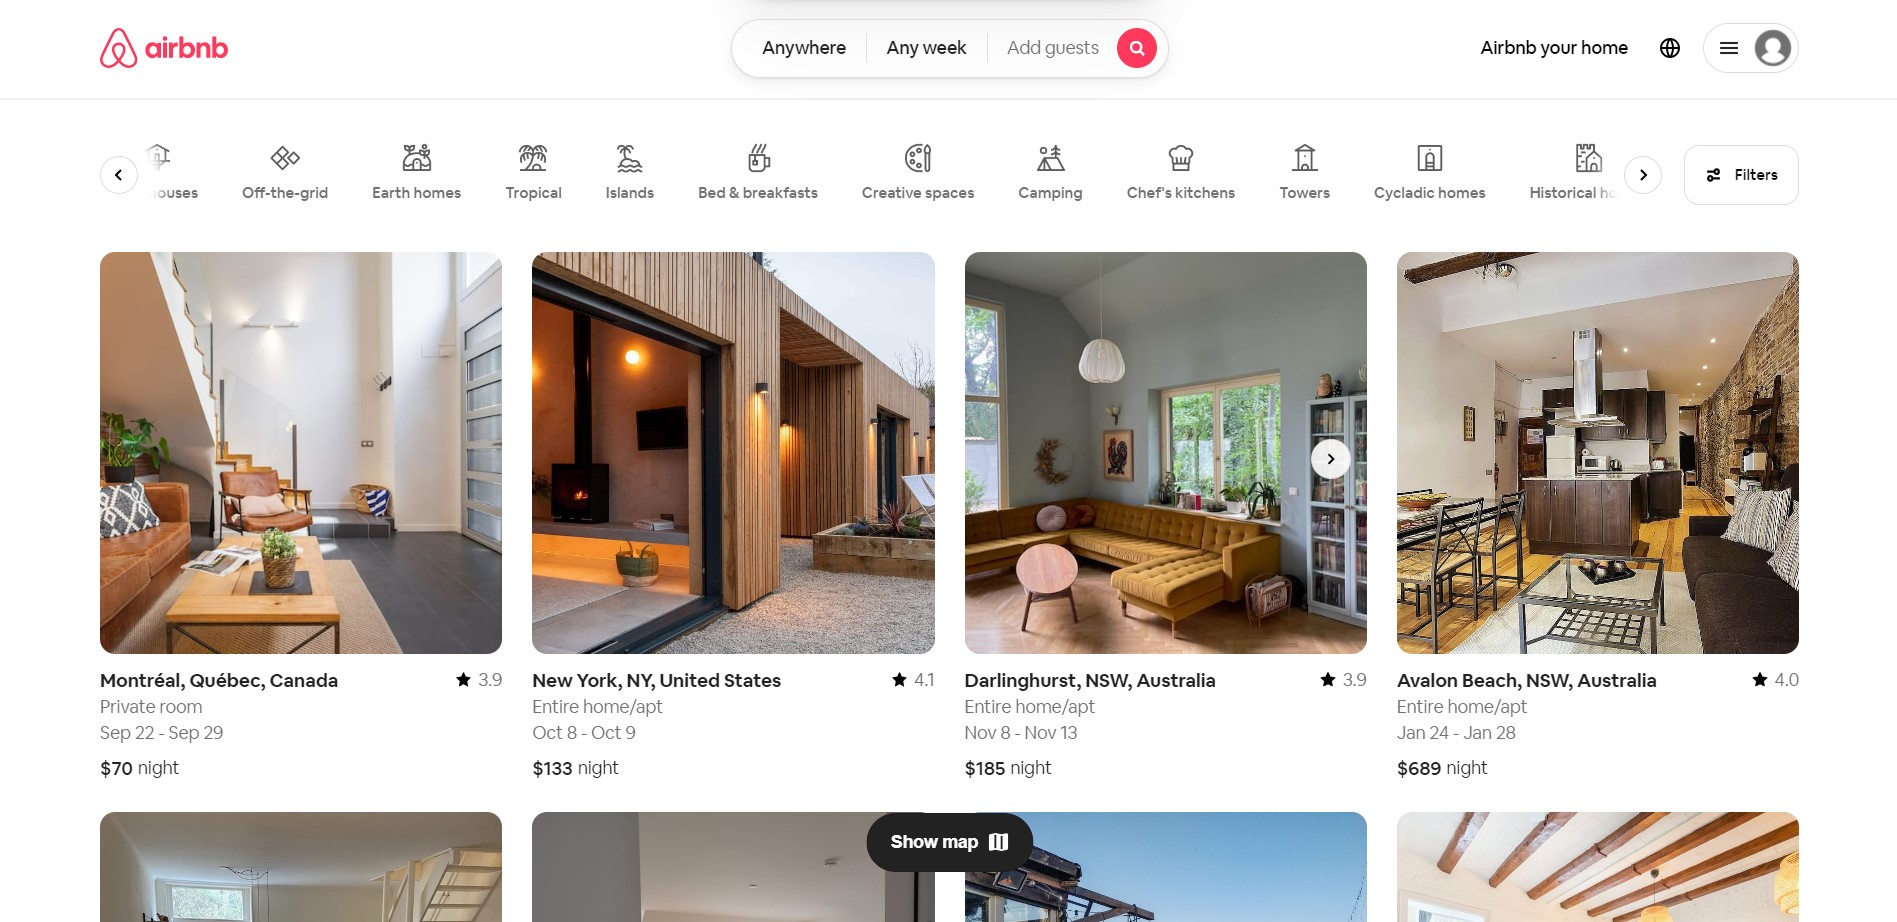 airbnb
Anywhere
Any week
Add guests
Airbnb your home
Off-the-grid
Earth homes
Tropical
Islands
Bed & breakfasts
Creative spaces
Camping
Chef's kitchens
Towers
Cycladic homes
Historical
Filters
Montréal, Québec, Canada
3.9
Private room
Sep 22 - Sep 29
$70 night
New York, NY, United States
4.1
Entire home/apt
Oct 8 - Oct 9
$133 night
Darlinghurst, NSW, Australia
3.9
Entire home/apt
Nov 8 - Nov 13
$185 night
Avalon Beach, NSW, Australia
4.0
Entire home/apt
Jan 24 - Jan 28
$689 night
Show map